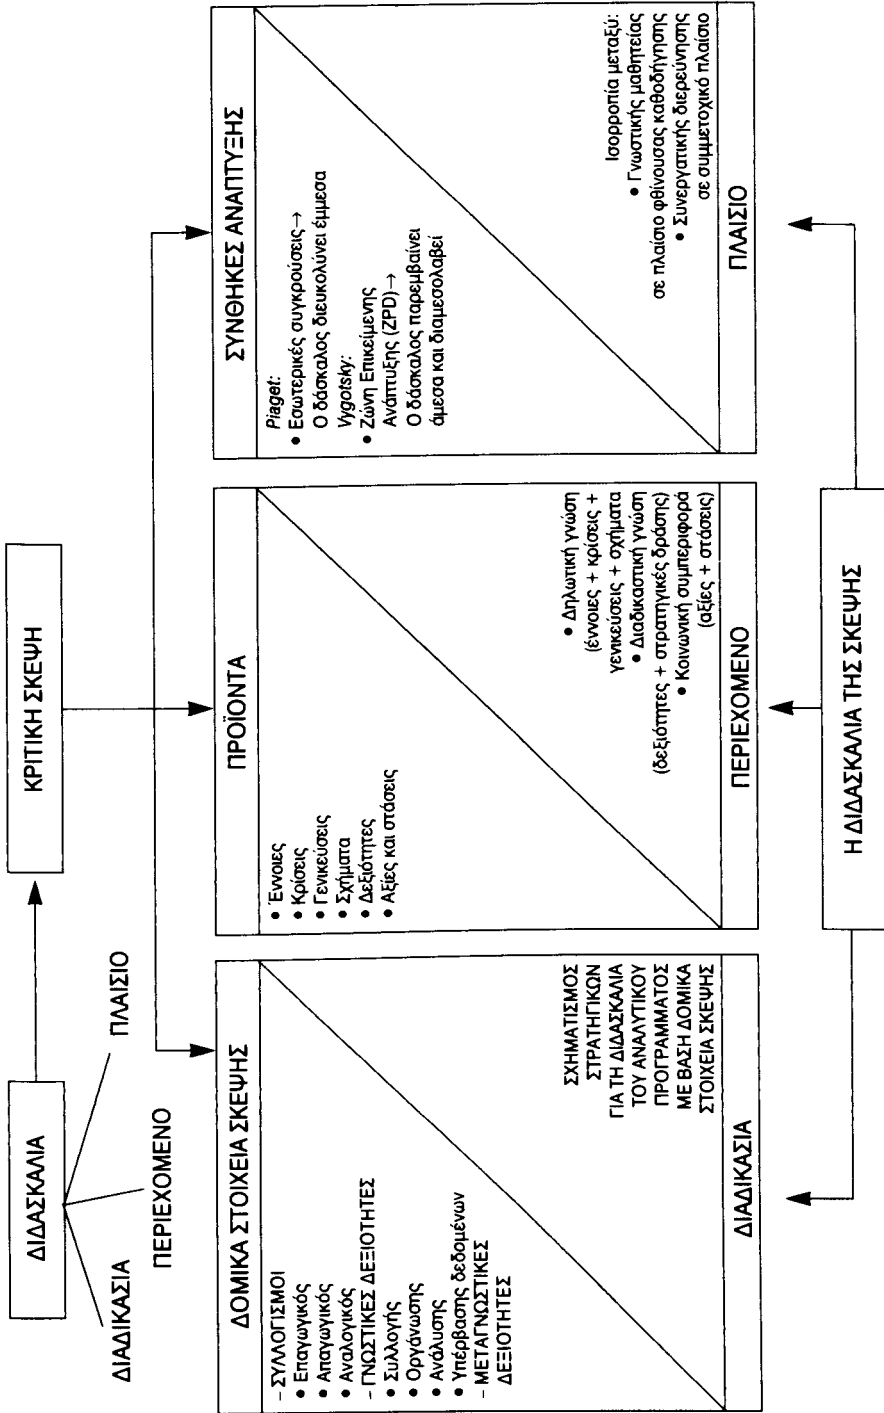 ΔΙΔΑΣΚΑΛΙΑ
ΚΡΙΤΙΚΗ ΣΚΕΨΗ
ΔΙΑΔΙΚΑΣΙΑ
ΠΕΡΙΕΧΟΜΕΝΟ
ΠΛΑΙΣΙΟ
ΔΟΜΙΚΑ ΣΤΟΙΧΕΙΑ ΣΚΕΨΗΣ
– ΣΥΛΛΟΓΙΣΜΟΙ
• Επαγωγικός
• Απαγωγικός
• Αναλογικός
– ΓΝΩΣΤΙΚΕΣ ΔΕΞΙΟΤΗΤΕΣ
• Συλλογής
• Οργάνωσης
• Ανάλυσης
• Υπέρβασης δεδομένων
– ΜΕΤΑΓΝΩΣΤΙΚΕΣ
ΔΕΞΙΟΤΗΤΕΣ
ΣΧΗΜΑΤΙΣΜΟΣ
ΣΤΡΑΤΗΓΙΚΩΝ
ΓΙΑ ΤΗ ΔΙΔΑΣΚΑΛΙΑ
ΤΟΥ ΑΝΑΛΥΤΙΚΟΥ
ΠΡΟΓΡΑΜΜΑΤΟΣ
ΜΕ ΒΑΣΗ ΔΟΜΙΚΑ
ΣΤΟΙΧΕΙΑ ΣΚΕΨΗΣ
ΔΙΑΔΙΚΑΣΙΑ
ΠΡΟΪΟΝΤΑ
• Έννοιες
• Κρίσεις
• Γενικεύσεις
• Σχήματα
• Δεξιότητες
• Αξίες και στάσεις
• Δηλωτική γνώση
(έννοιες + κρίσεις +
γενικεύσεις + σχήματα
• Διαδικαστική γνώση
(δεξιότητες + στρατηγικές δράσης)
• Κοινωνική συμπεριφορά
(αξίες + στάσεις)
ΠΕΡΙΕΧΟΜΕΝΟ
ΣΥΝΘΗΚΕΣ ΑΝΑΠΤΥΞΗΣ
Piaget:
• Εσωτερικές συγκρούσεις→
Ο δάσκαλος διευκολύνει έμμεσα
Vygotsky:
• Ζώνη Επικείμενης
Ανάπτυξης (ZPD)→
Ο δάσκαλος παρεμβαίνει
άμεσα και διαμεσολαβεί
Ισορροπία μεταξύ:
• Γνωστικής μαθητείας
σε πλαίσιο φθίνουσας καθοδήγησης
• Συνεργατικής διερεύνησης
σε συμμετοχικό πλαίσιο
ΠΛΑΙΣΙΟ
Η ΔΙΔΑΣΚΑΛΙΑ ΤΗΣ ΣΚΕΨΗΣ